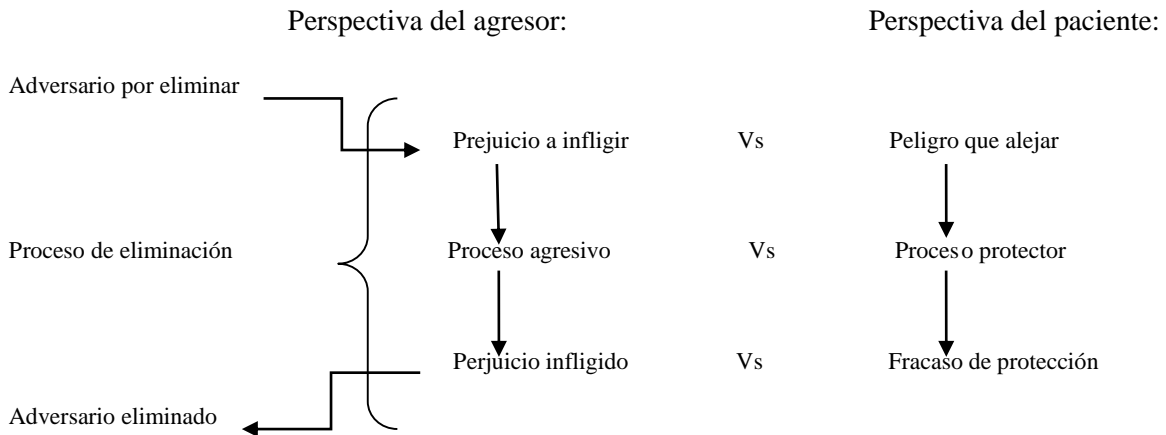 Perspectiva del agresor: Perspectiva del paciente:
Adversario por eliminar
Prejuicio a infligir Vs Peligro que alejar
Proceso de eliminación Proceso agresivo Vs Proceso protector
Perjuicio infligido Vs Fracaso de protección
Adversario eliminado